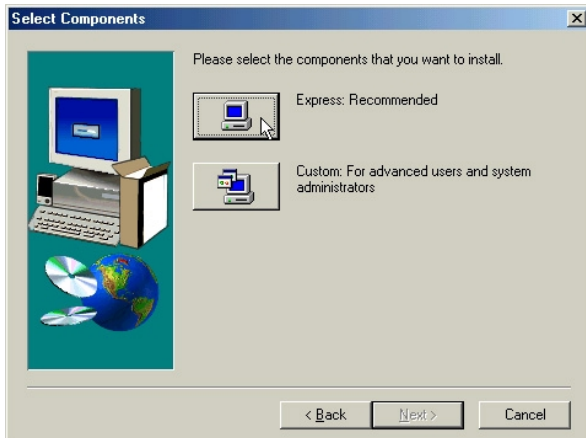 Select Components
Please select the components that you want to install.
Express: Recommended
Custom: For advanced users and system
administrators
< Back
Next >
Cancel